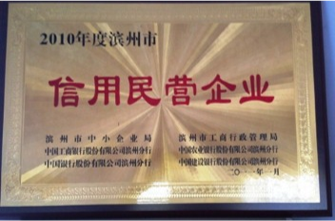 2010年度滨州市
信用民营企业
滨州市中小企业局 滨州市工商行政管理局
中国工商银行股份有限公司滨州分行 中国农业银行股份有限公司滨州分行
中国银行股份有限公司滨州分行 中国建设银行股份有限公司滨州分行
二〇一一年一月